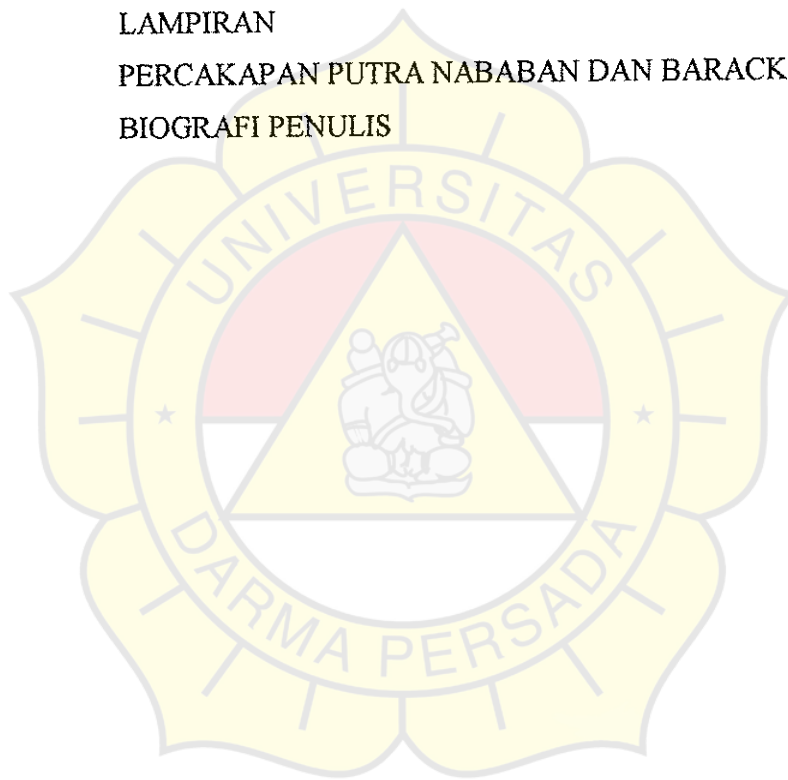 LAMPIRAN
PERCAKAPAN PUTRA NABABAN DAN BARACK
BIOGRAFI PENULIS
UNIVERSITAS
DARMA PERSADA